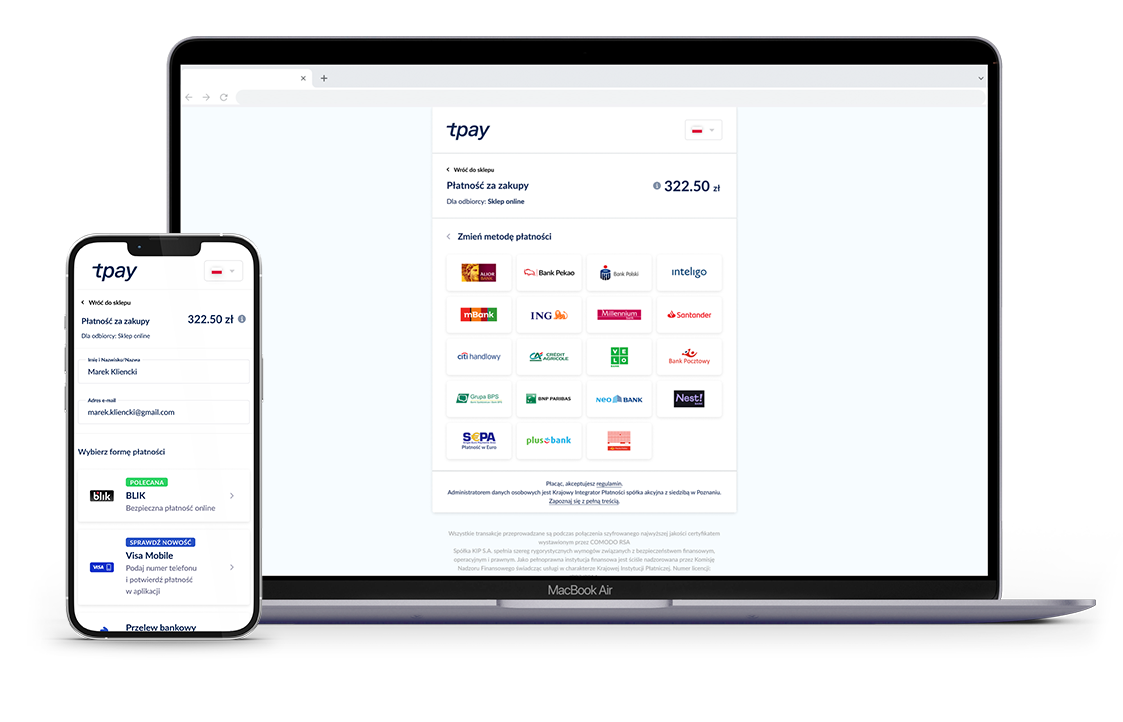 tpay
Wróć do sklepu
Płatność za zakupy
322.50 zł
Dla odbiorcy: Sklep online
Zmień metodę płatności
ALIOR BANK
Bank Pekao
Bank Polski
inteligo
mBank
ING
Millennium
Santander
citi handlowy
CRÉDIT AGRICOLE
VELO BANK
Bank Pocztowy
Grupa BPS
BNP PARIBAS
NEO BANK
Nest!
SEPA
Płatność w Euro
plus bank
Płacąc, akceptujesz regulamin.
Administratorem danych osobowych jest Krajowy Integrator Płatności spółka akcyjna z siedzibą w Poznaniu.
Zapoznaj się z pełną treścią.
Wszystkie transakcje przeprowadzane są podczas połączenia szyfrowanego najwyższej jakości certyfikatem
wystawionym przez COMODO RSA
Spółka KIP S.A. spełnia szereg rygorystycznych wymogów związanych z bezpieczeństwem finansowym,
operacyjnym i prawnym. Jako pełnoprawna instytucja finansowa jest ściśle nadzorowana przez Komisję
Nadzoru Finansowego świadcząc usługi w charakterze Krajowej Instytucji Płatniczej. Numer licencji:
MacBook Air
tpay
Wróć do sklepu
Płatność za zakupy
322.50 zł
Dla odbiorcy: Sklep online
Imię i Nazwisko/Nazwa
Marek Kliencki
Adres e-mail
marek.kliencki@gmail.com
Wybierz formę płatności
POLECANA
blik
BLIK
Bezpieczna płatność online
SPRAWDŹ NOWOŚĆ
Visa Mobile
VISA
Podaj numer telefonu
i potwierdź płatność
w aplikacji
Przelew bankowy